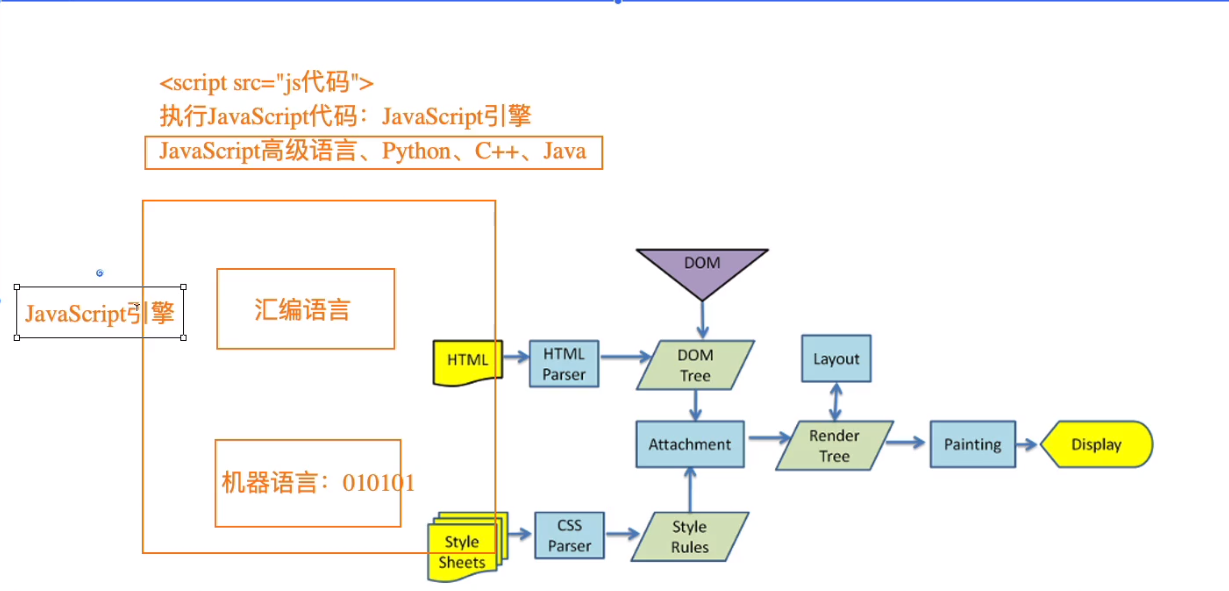 <script src="js代码">
执行JavaScript代码：JavaScript引擎
JavaScript高级语言、Python、C++、Java
JavaScript引擎
汇编语言
机器语言：010101
DOM
HTML
HTML
Parser
DOM
Tree
Layout
Attachment
Render
Tree
Painting
Display
Style
Sheets
CSS
Parser
Style
Rules